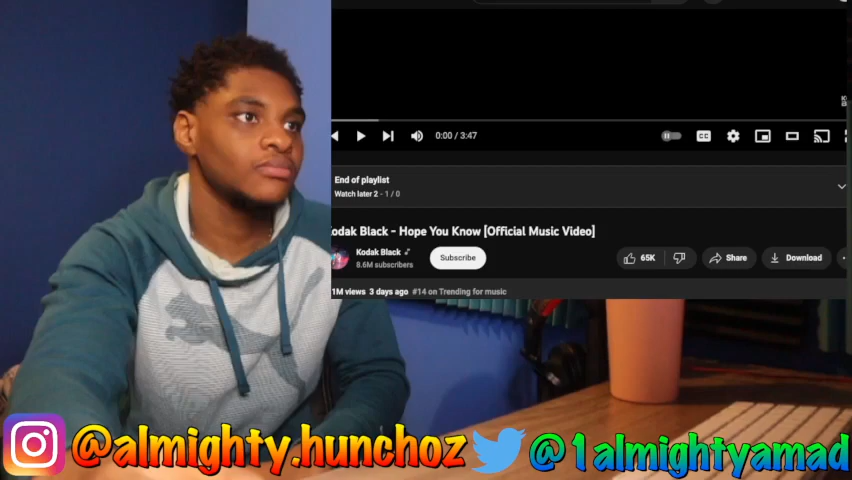 0:00 / 3:47
CC
End of playlist
Watch later 2 - 1 / 0
odak Black - Hope You Know [Official Music Video]
Kodak Black
8.6M subscribers
Subscribe
65K
Share
Download
1M views 3 days ago #14 on Trending for music
@almighty.hunchoz
@1almightyamad